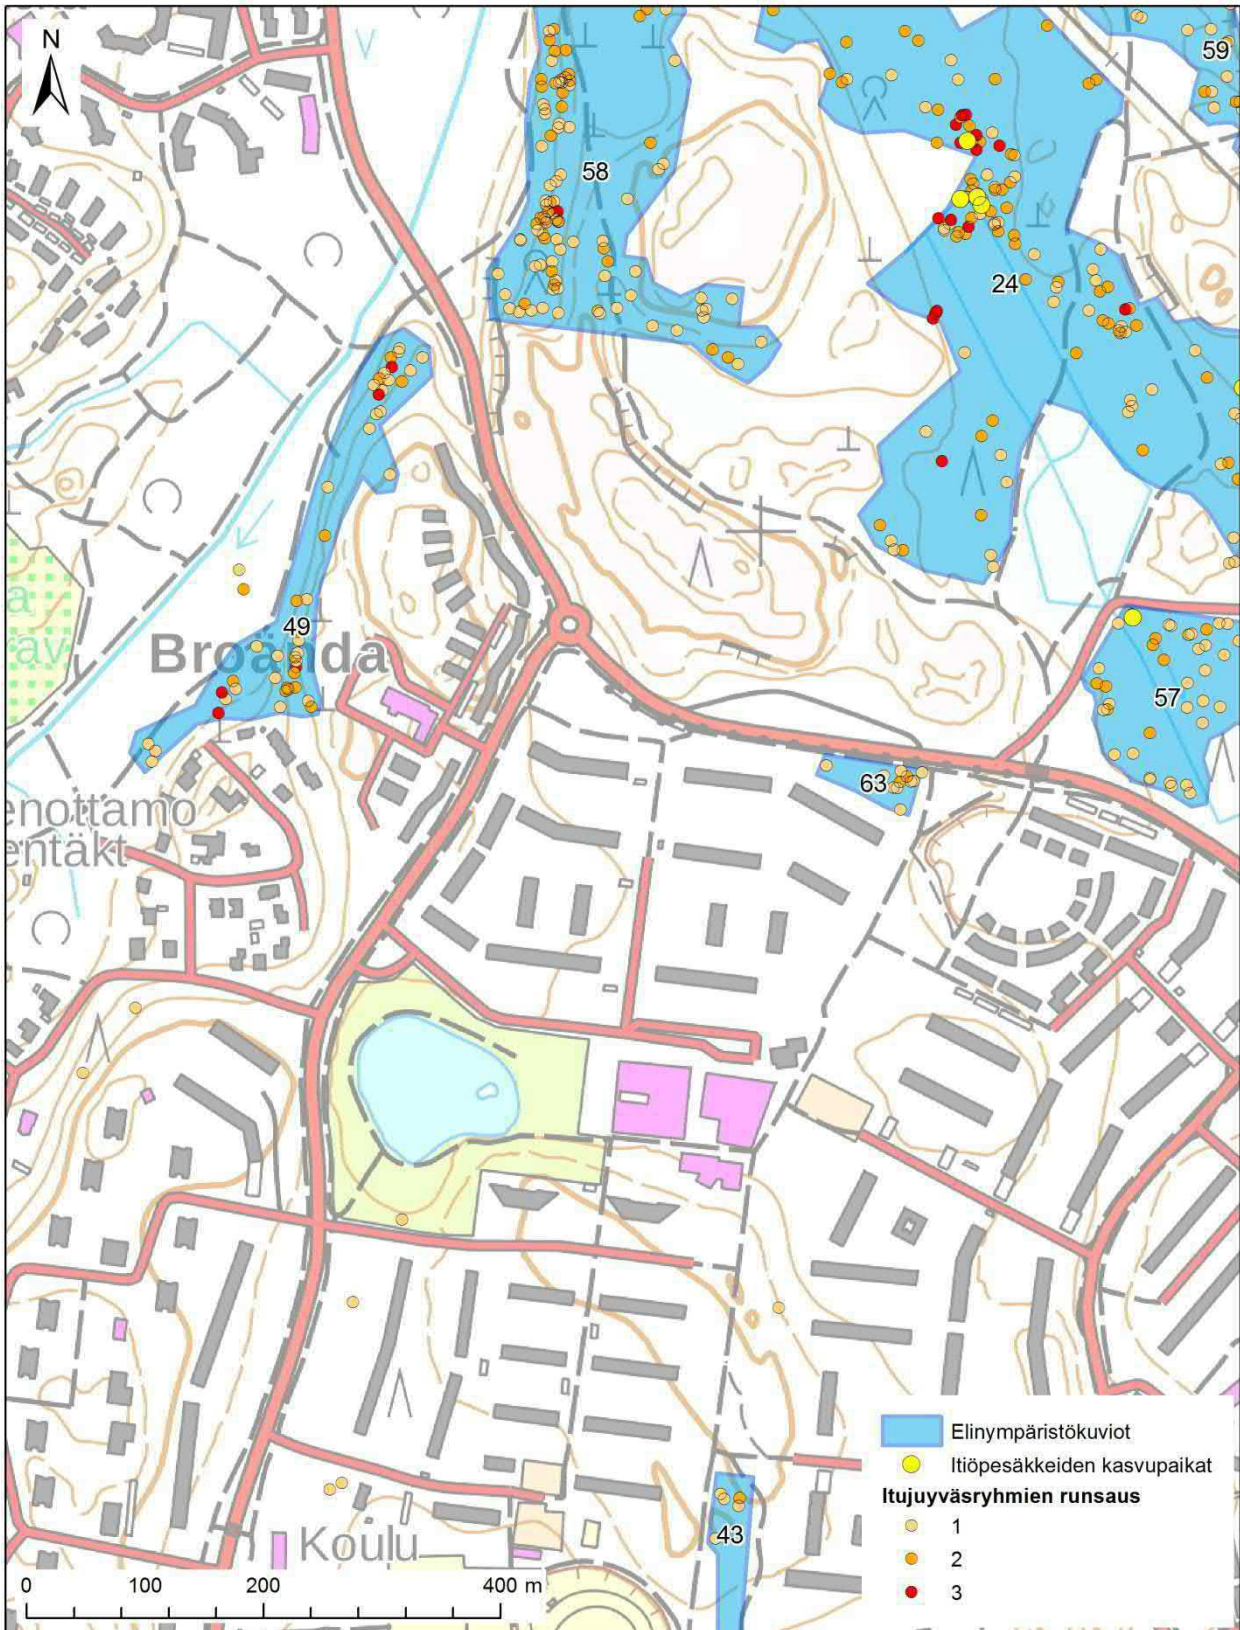 N
59
58
24
49
Broända
a
av
57
63
enottamo
entäkt
43
Koulu
0 100 200 400 m
Elinympäristökuviot
Itiöpesäkkeiden kasvupaikat
Itujuyväsryhmien runsaus
1
2
3